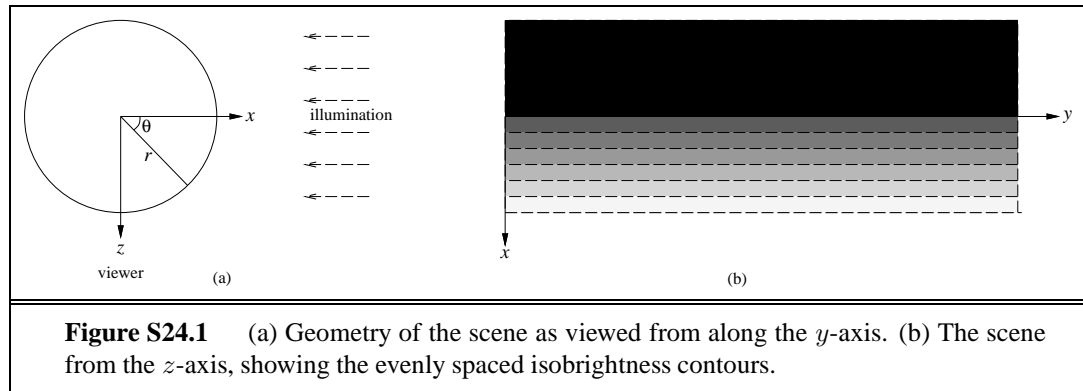 x
θ
r
z
viewer
(a)
illumination
y
x
(b)
Figure S24.1 (a) Geometry of the scene as viewed from along the y-axis. (b) The scene
from the z-axis, showing the evenly spaced isobrightness contours.